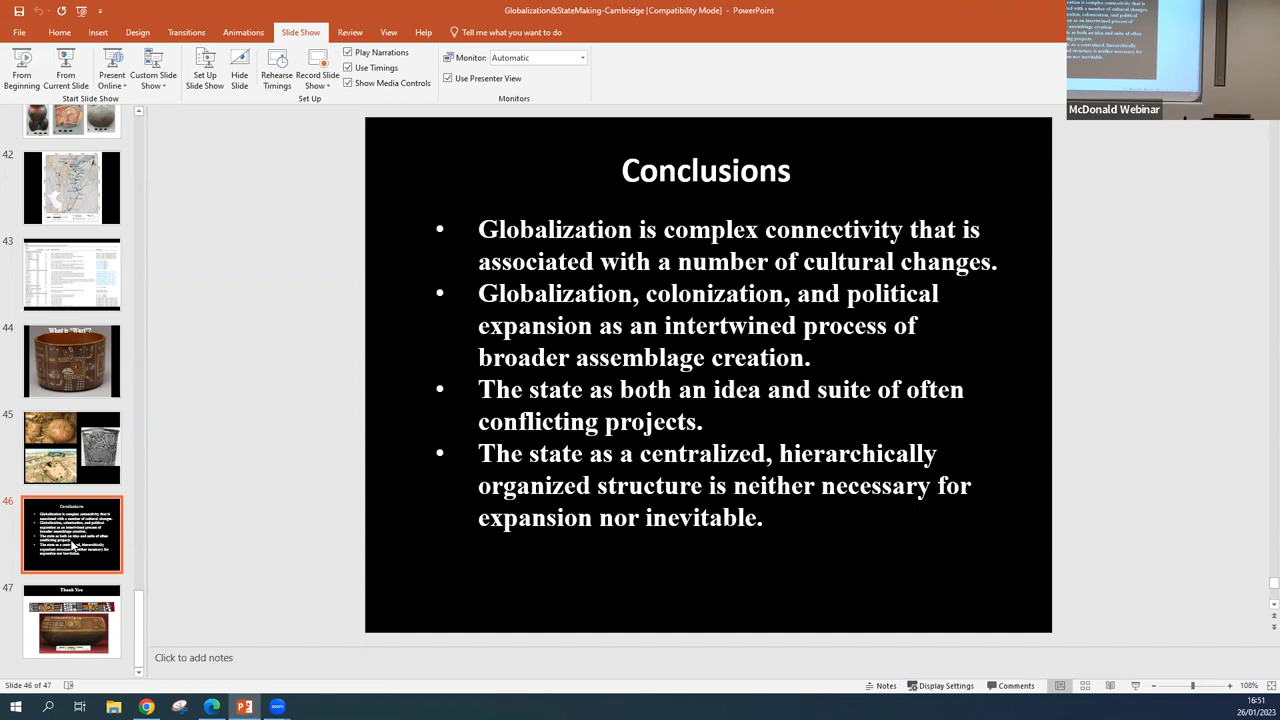 Globalization&StateMaking-Cambridge [Compatibility Mode] - PowerPoint
File Home Insert Design Transitions Animations Slide Show Review View Help Tell me what you want to do
From Beginning
From Current Slide
Present Online
Custom Slide Show
Set Up Slide Show
Hide Slide
Rehearse Timings
Record Slide Show
Play Narrations
Use Timings
Show Media Controls
Monitor: Automatic
Use Presenter View
Start Slide Show
Set Up
Monitors
McDonald Webinar
42
43
44
What is "Wari"?
45
46
47
Thank You
Conclusions
• Globalization is complex connectivity that is
associated with a number of cultural changes.
• Globalization, colonization, and political
expansion as an intertwined process of
broader assemblage creation.
• The state as both an idea and suite of often
conflicting projects.
• The state as a centralized, hierarchically
organized structure is neither necessary for
expansion nor inevitable.
Click to add notes
Slide 46 of 47
Notes Display Settings Comments 108%
16:51
26/01/2023